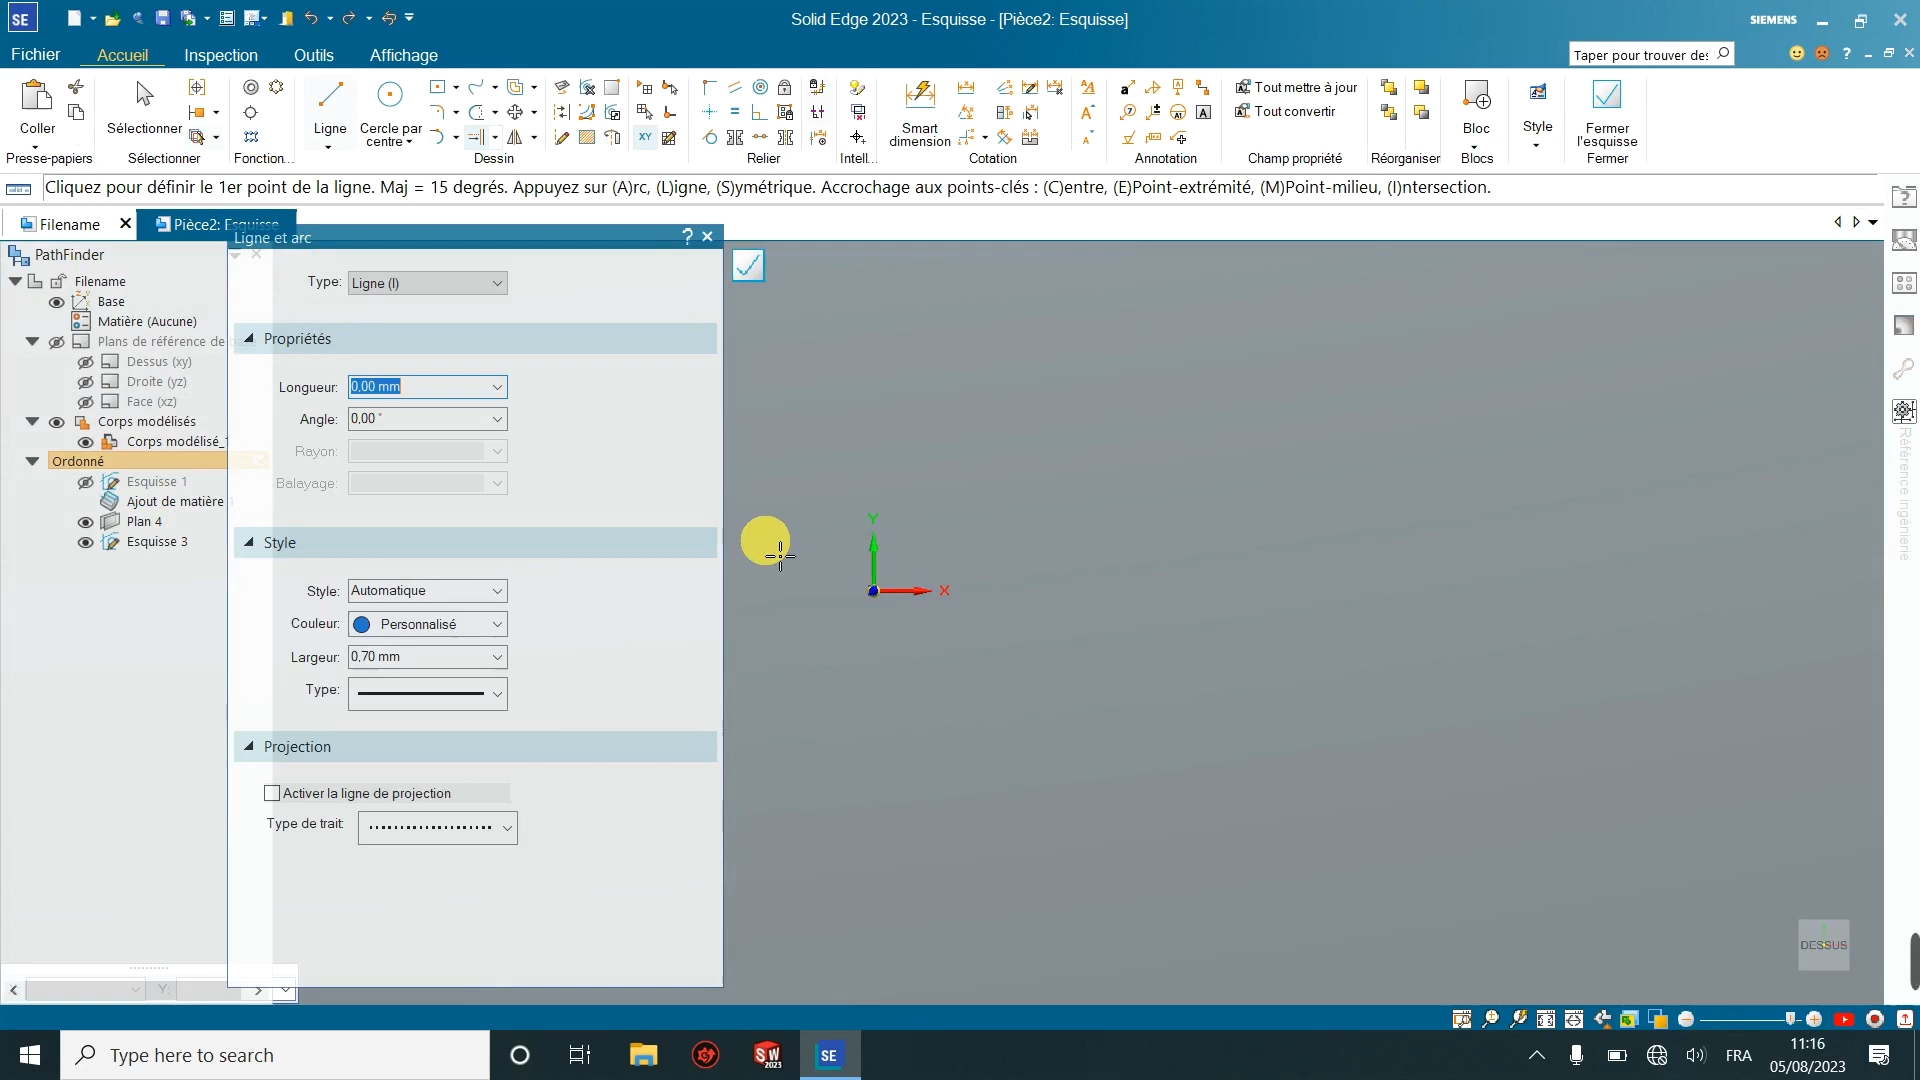 SE
Solid Edge 2023 - Esquisse - [Pièce2: Esquisse]
SIEMENS
Fichier
Accueil
Inspection
Outils
Affichage
Taper pour trouver des
?
Coller
Presse-papiers
Sélectionner
Sélectionner
Fonction...
Ligne
Cercle par
centre
Dessin
XY
Relier
Intell...
Smart
dimension
Cotation
A
Annotation
Tout mettre à jour
Tout convertir
Champ propriété
Réorganiser
Bloc
Blocs
Style
Fermer
l'esquisse
Fermer
Cliquez pour définir le 1er point de la ligne. Maj = 15 degrés. Appuyez sur (A)rc, (L)igne, (S)ymétrique. Accrochage aux points-clés : (C)entre, (E)Point-extrémité, (M)Point-milieu, (I)ntersection.
Filename
Pièce2: Esquisse
PathFinder
Filename
Base
Matière (Aucune)
Plans de référence de
Dessus (xy)
Droite (yz)
Face (xz)
Corps modélisés
Corps modélisé_
Ordonné
Esquisse 1
Ajout de matière
Plan 4
Esquisse 3
Y:
Ligne et arc
?
Type: Ligne (l)
Propriétés
Longueur: 0,00 mm
Angle: 0,00 °
Rayon:
Balayage:
Style
Style: Automatique
Couleur: Personnalisé
Largeur: 0,70 mm
Type:
Projection
Activer la ligne de projection
Type de trait:
Y
X
DESSUS
Référence ingénierie
Type here to search
SW
2023
SE
FRA
11:16
05/08/2023